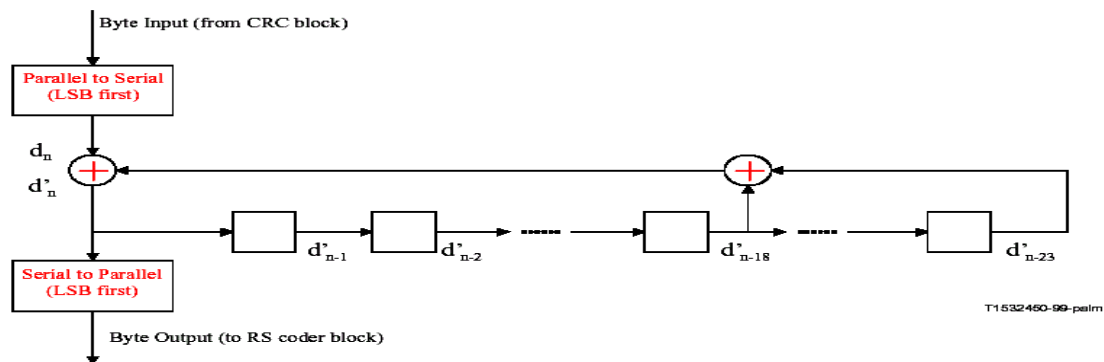 Byte Input (from CRC block)
Parallel to Serial
(LSB first)
dn
+
+
d'n
d'n-1
d'n-2
d'n-18
d'n-23
Serial to Parallel
(LSB first)
T1532450-99-palm
Byte Output (to RS coder block)